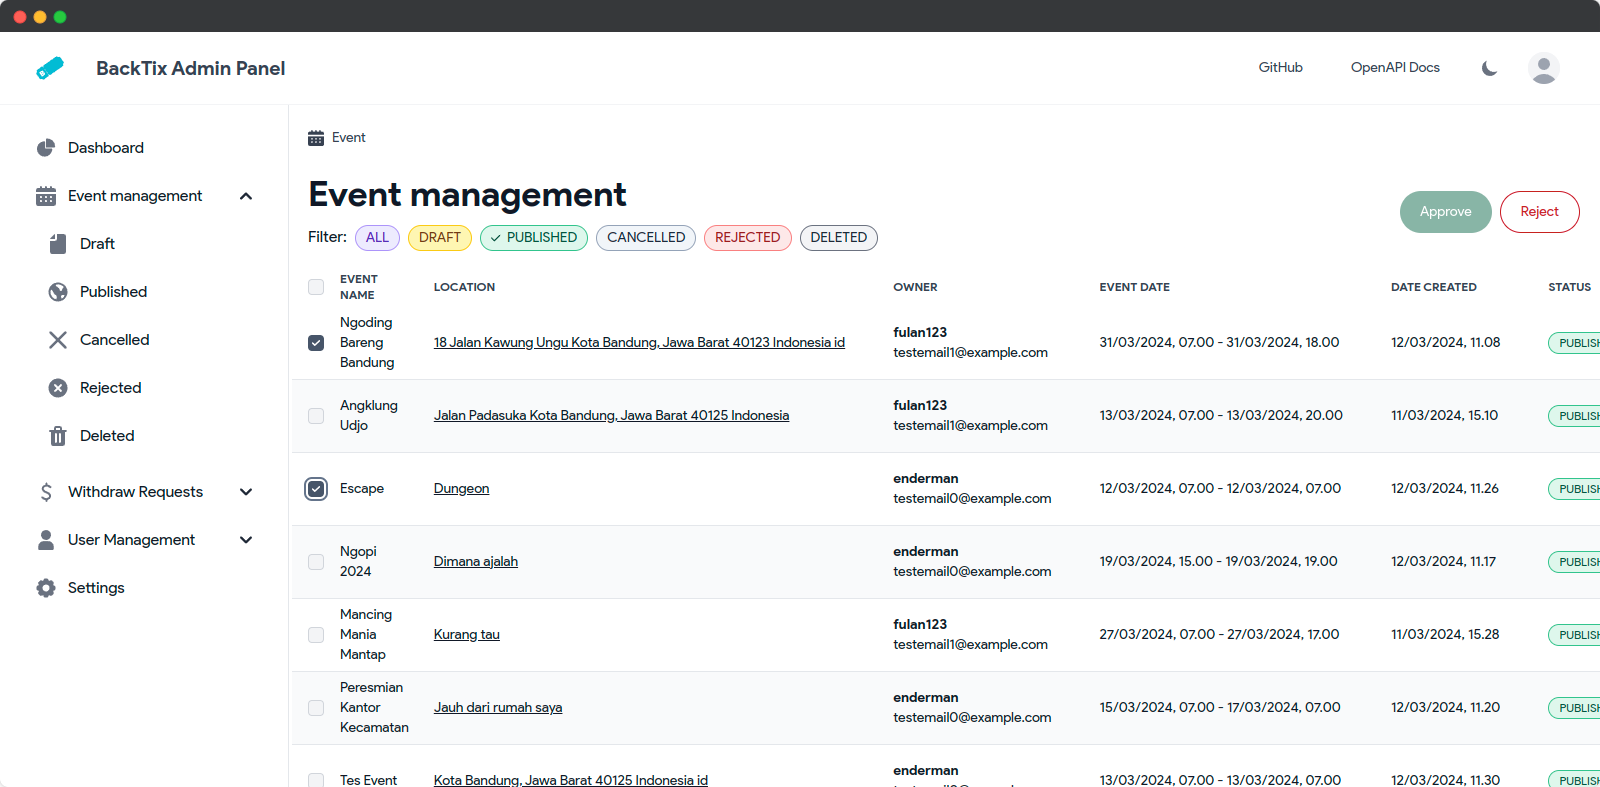 BackTix Admin Panel
GitHub
OpenAPI Docs
Dashboard
Event management
Draft
Published
Cancelled
Rejected
Deleted
Withdraw Requests
User Management
Settings
Event
Event management
Approve
Reject
Filter:
ALL
DRAFT
PUBLISHED
CANCELLED
REJECTED
DELETED
EVENT
NAME
LOCATION
OWNER
EVENT DATE
DATE CREATED
STATUS
Ngoding
Bareng
Bandung
18 Jalan Kawung Ungu Kota Bandung, Jawa Barat 40123 Indonesia id
fulan123
testemail1@example.com
31/03/2024, 07.00 - 31/03/2024, 18.00
12/03/2024, 11.08
PUBLISH
Angklung
Udjo
Jalan Padasuka Kota Bandung, Jawa Barat 40125 Indonesia
fulan123
testemail1@example.com
13/03/2024, 07.00 - 13/03/2024, 20.00
11/03/2024, 15.10
PUBLISH
Escape
Dungeon
enderman
testemail0@example.com
12/03/2024, 07.00 - 12/03/2024, 07.00
12/03/2024, 11.26
PUBLISH
Ngopi
2024
Dimana ajalah
enderman
testemail0@example.com
19/03/2024, 15.00 - 19/03/2024, 19.00
12/03/2024, 11.17
PUBLISH
Mancing
Mania
Mantap
Kurang tau
fulan123
testemail1@example.com
27/03/2024, 07.00 - 27/03/2024, 17.00
11/03/2024, 15.28
PUBLISH
Peresmian
Kantor
Kecamatan
Jauh dari rumah saya
enderman
testemail0@example.com
15/03/2024, 07.00 - 17/03/2024, 07.00
12/03/2024, 11.20
PUBLISH
Tes Event
Kota Bandung, Jawa Barat 40125 Indonesia id
enderman
13/03/2024, 07.00 - 13/03/2024, 07.00
12/03/2024, 11.30
PUBLISH